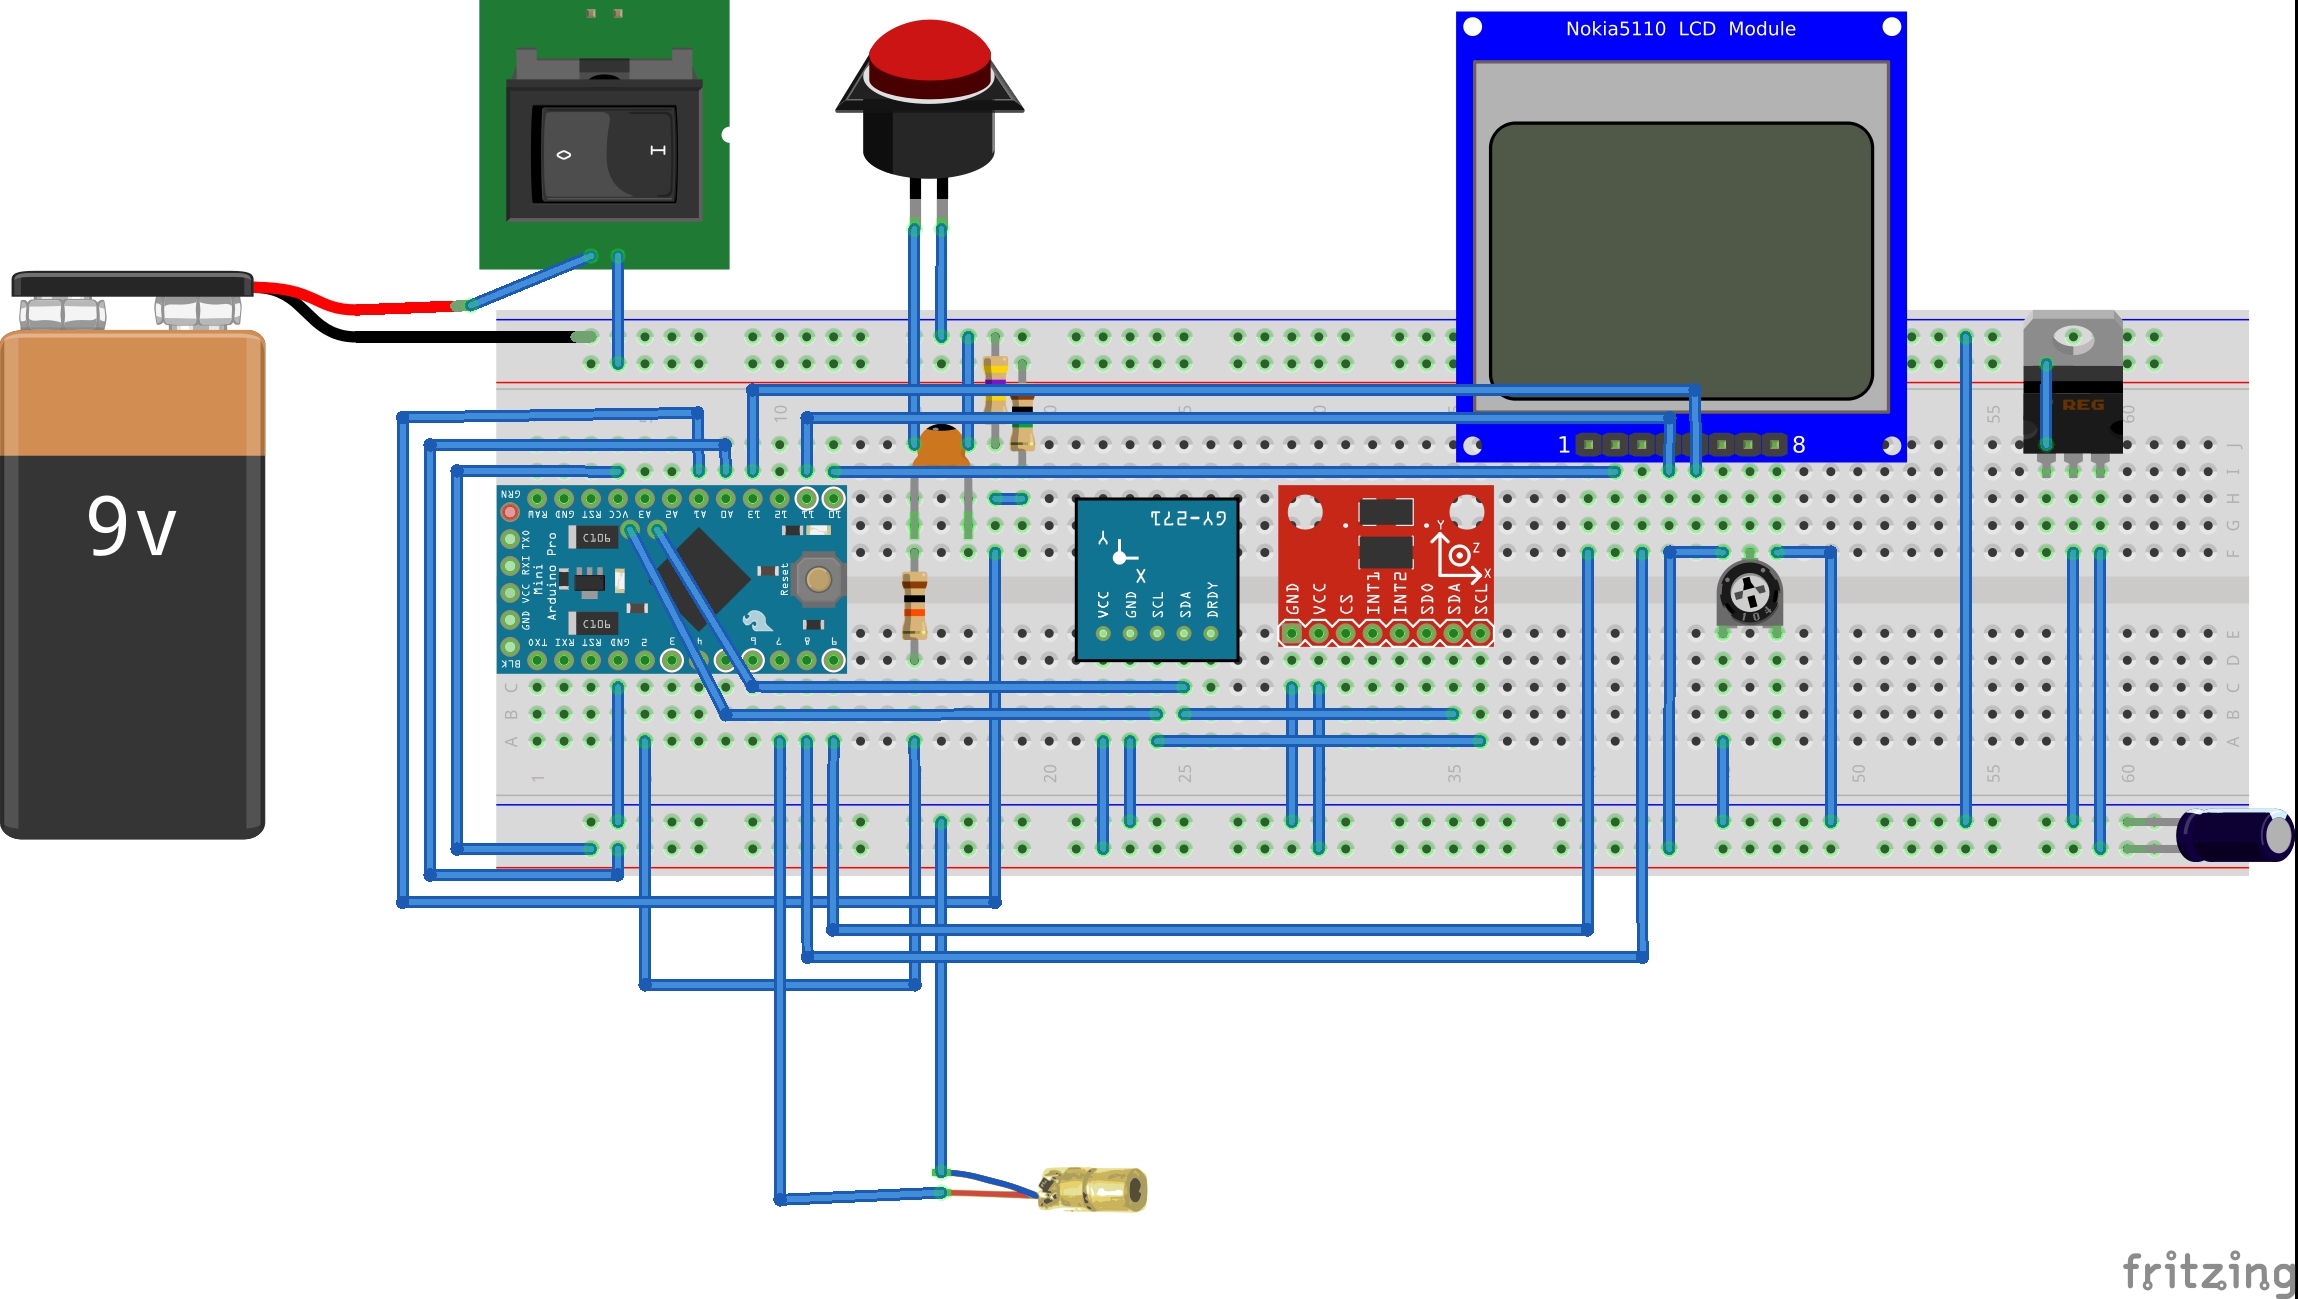 Nokia5110 LCD Module
1 8
O I
9v
REG
10
55
60
J
I
H
G
F
E
D
C
B
A
GRN
RAW GND RST VCC A3 A2 A1 A0 13 12 11 10
TXO
RXI
VCC
GND
BLK
Arduino Pro
Mini
C106
C106
Reset
TXO RXI RST GND 2 3 4 6 7 8 9
GY-271
Y
X
VCC
GND
SCL
SDA
DRDY
GND
VCC
CS
INT1
INT2
SDO
SDA
SCL
Y
Z
X
104
C
B
A
1
20
25
35
50
55
60
fritzing